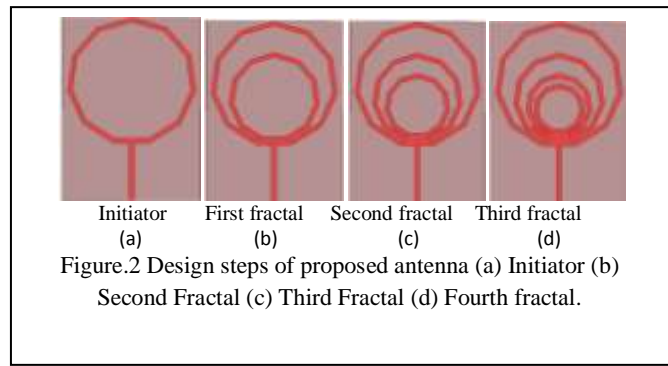 Initiator First fractal Second fractal Third fractal
(a) (b) (c) (d)
Figure.2 Design steps of proposed antenna (a) Initiator (b)
Second Fractal (c) Third Fractal (d) Fourth fractal.